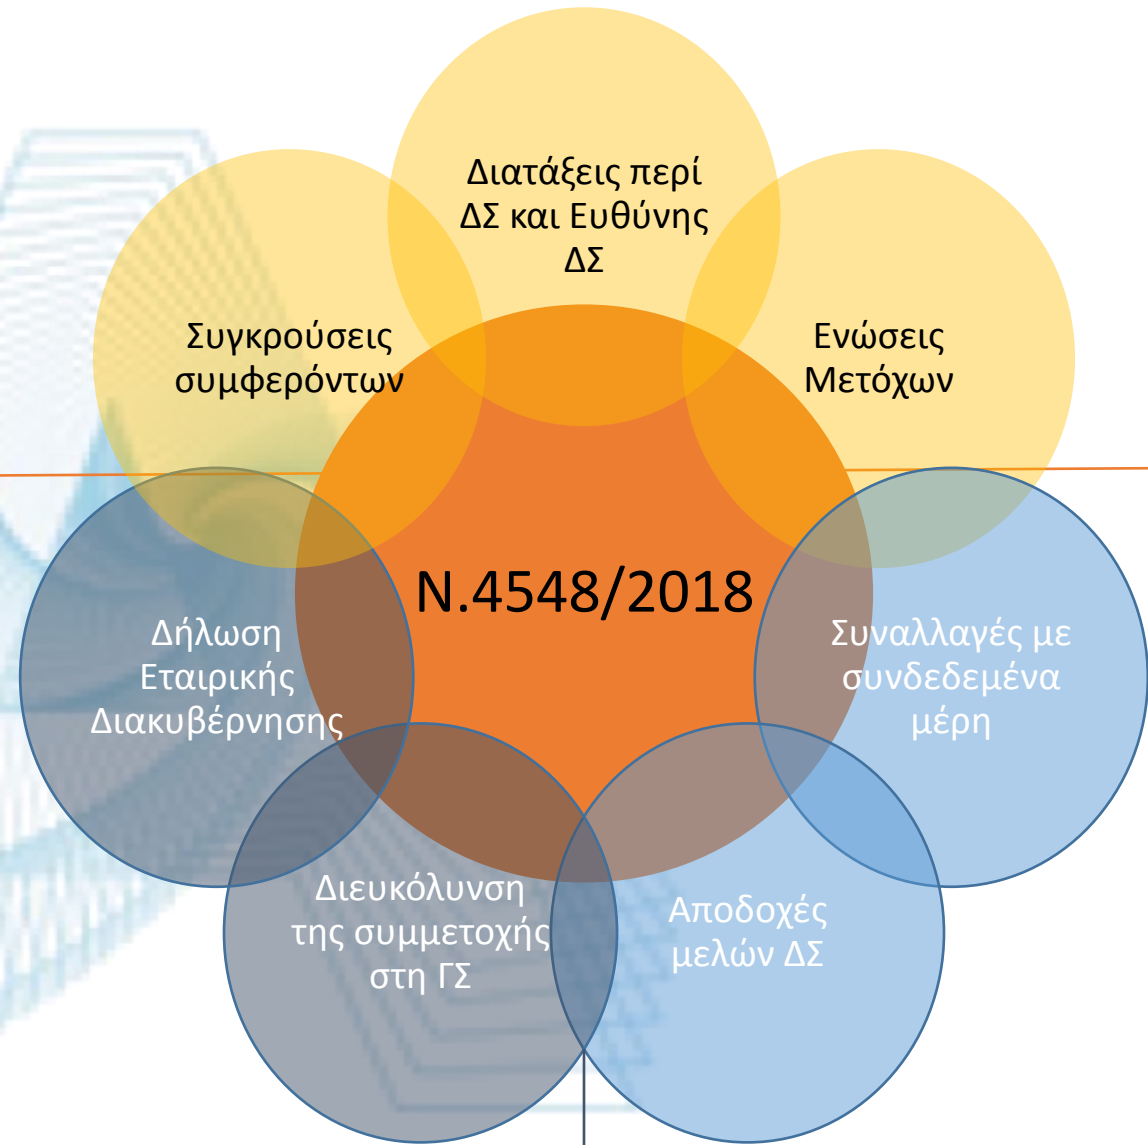 Διατάξεις περί
ΔΣ και Ευθύνης
ΔΣ
Συγκρούσεις
συμφερόντων
Ενώσεις
Μετόχων
Ν.4548/2018
Δήλωση
Εταιρικής
Διακυβέρνησης
Συναλλαγές με
συνδεδεμένα
μέρη
Διευκόλυνση
της συμμετοχής
στη ΓΣ
Αποδοχές
μελών ΔΣ